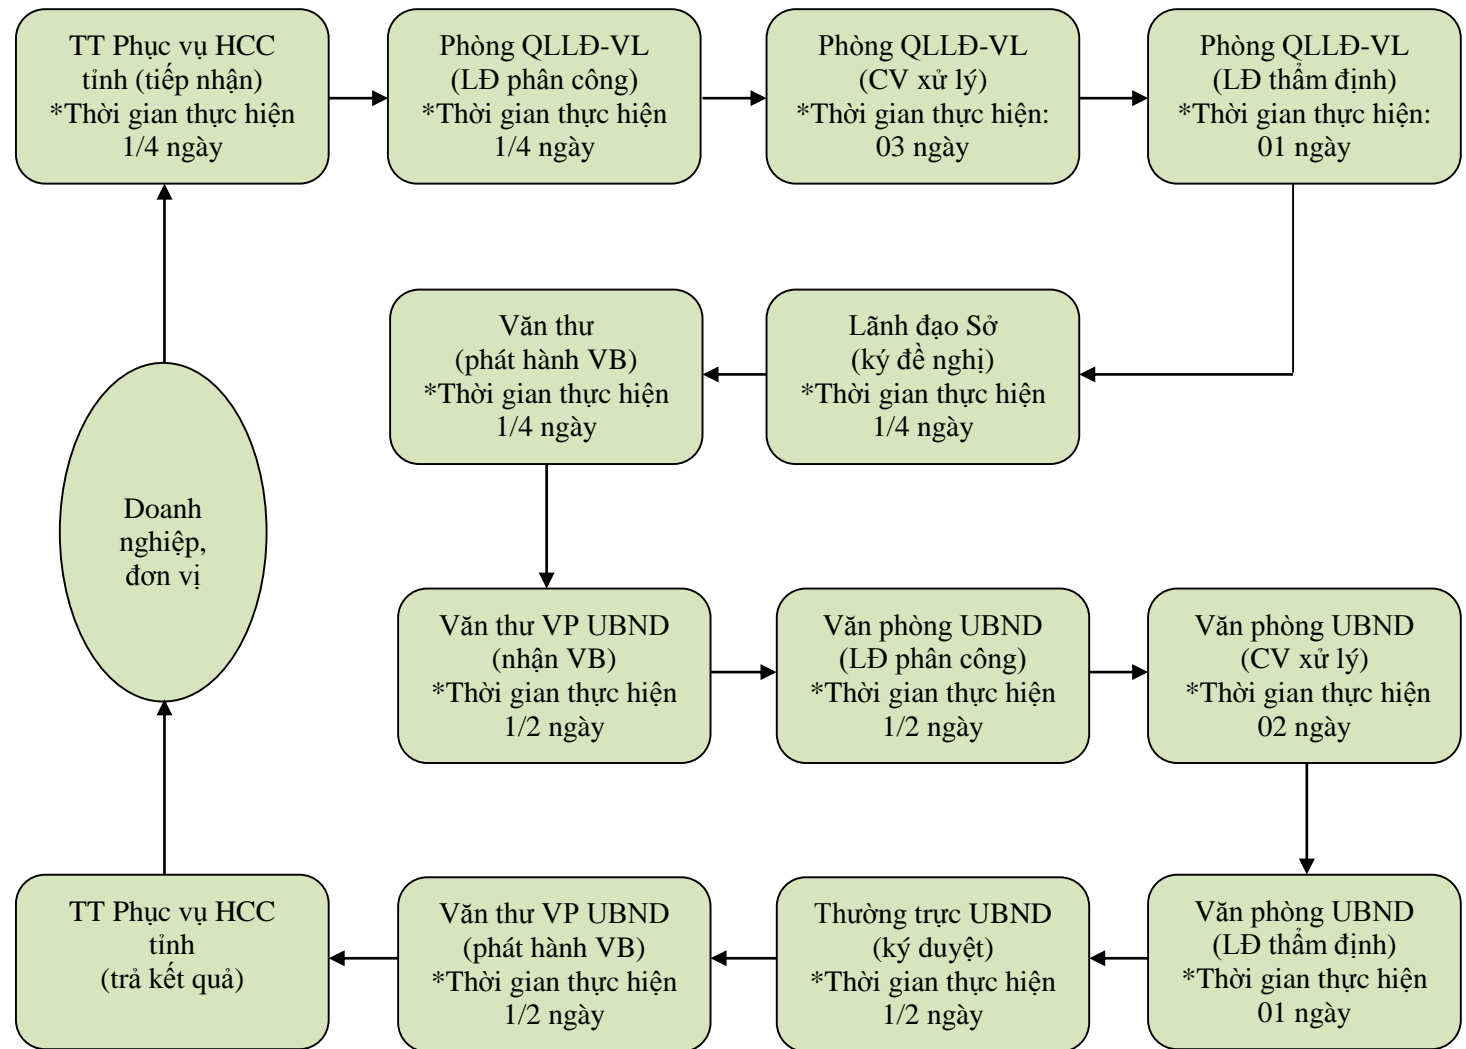 TT Phục vụ HCC
tỉnh (tiếp nhận)
*Thời gian thực hiện
1/4 ngày
Phòng QLLĐ-VL
(LĐ phân công)
*Thời gian thực hiện
1/4 ngày
Phòng QLLĐ-VL
(CV xử lý)
*Thời gian thực hiện:
03 ngày
Phòng QLLĐ-VL
(LĐ thẩm định)
*Thời gian thực hiện:
01 ngày
Lãnh đạo Sở
(ký đề nghị)
*Thời gian thực hiện
1/4 ngày
Văn thư
(phát hành VB)
*Thời gian thực hiện
1/4 ngày
Doanh
nghiệp,
đơn vị
Văn thư VP UBND
(nhận VB)
*Thời gian thực hiện
1/2 ngày
Văn phòng UBND
(LĐ phân công)
*Thời gian thực hiện
1/2 ngày
Văn phòng UBND
(CV xử lý)
*Thời gian thực hiện
02 ngày
Văn phòng UBND
(LĐ thẩm định)
*Thời gian thực hiện
01 ngày
Thường trực UBND
(ký duyệt)
*Thời gian thực hiện
1/2 ngày
Văn thư VP UBND
(phát hành VB)
*Thời gian thực hiện
1/2 ngày
TT Phục vụ HCC
tỉnh
(trả kết quả)